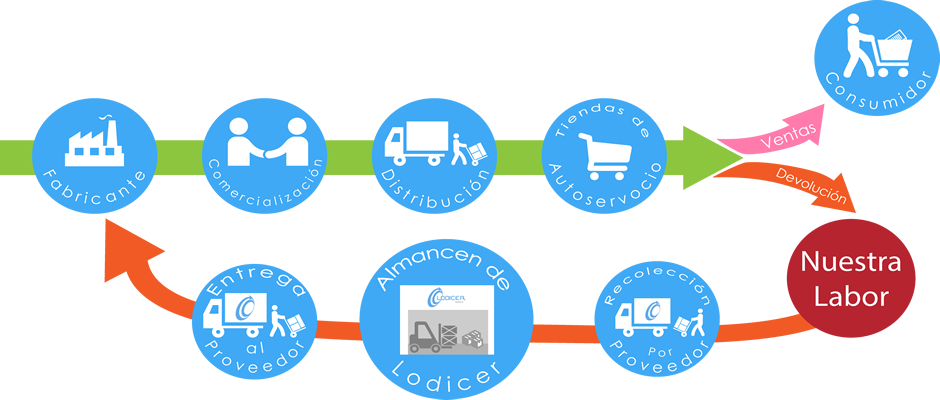 Fabricante
Comercialización
Distribución
Tiendas de
Autoservocio
Ventas
Consumidor
Devolución
Nuestra
Labor
Recolección
Por
Proveedor
Almancen de
LODICER
Lodicer
Entrega
al
Proveedor